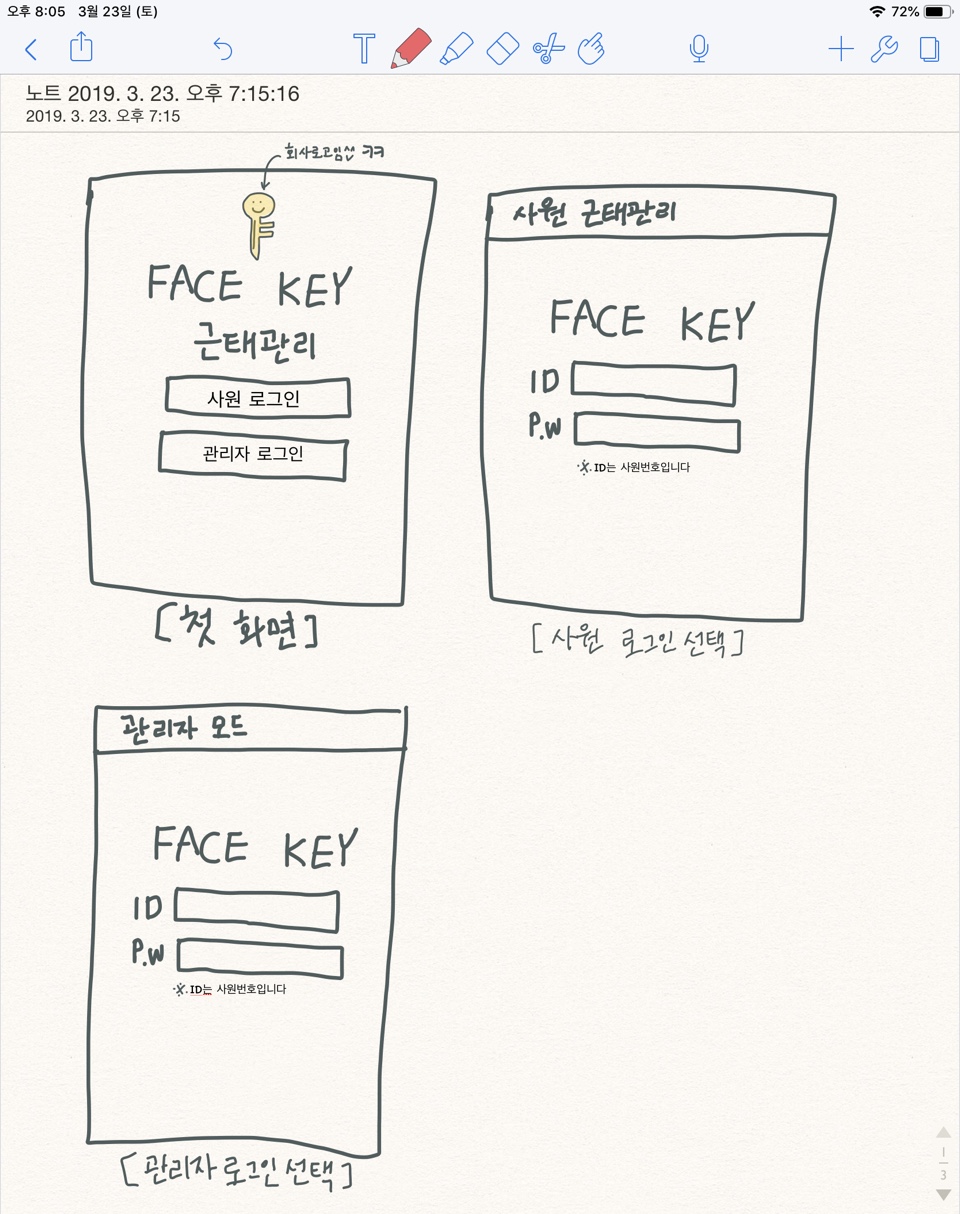 오후 8:05 3월 23일 (토) 72%
노트 2019. 3. 23. 오후 7:15:16
2019. 3. 23. 오후 7:15
회사로고임ㅋㅋ
FACE KEY
근태관리
사원 로그인
관리자 로그인
[첫 화면]
사원 근태관리
FACE KEY
ID
P.W
※ ID는 사원번호입니다
[사원 로그인 선택]
관리자 모드
FACE KEY
ID
P.W
※ ID는 사원번호입니다
[관리자 로그인 선택]
1
3